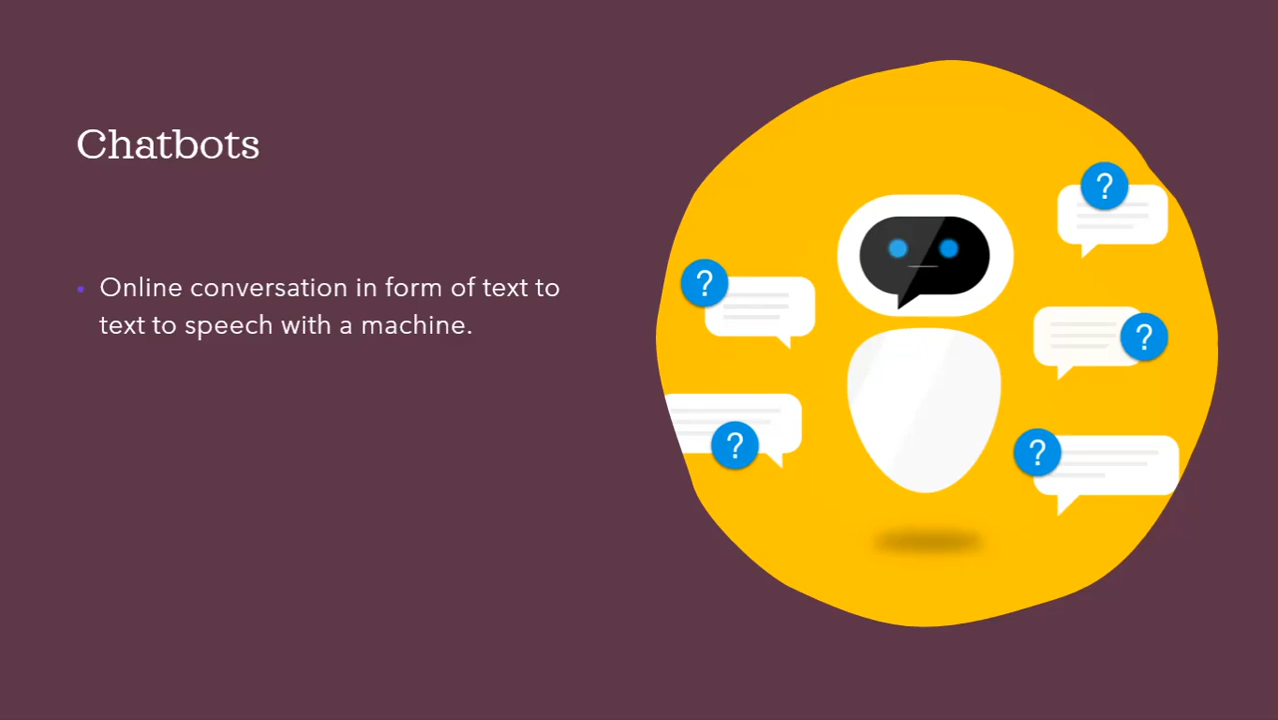 Chatbots
• Online conversation in form of text to
text to speech with a machine.
?
?
?
?
?